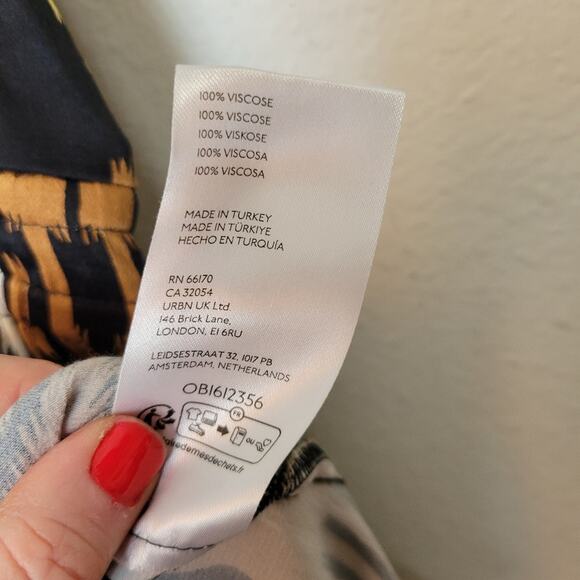 100% VISCOSE
100% VISCOSE
100% VISKOSE
100% VISCOSA
100% VISCOSA
MADE IN TURKEY
MADE IN TÜRKİYE
HECHO EN TURQUÍA
RN 66170
CA 32054
URBN UK Ltd.
146 Brick Lane,
LONDON, E1 6RU
LEIDSESTRAAT 32, 1017 PB
AMSTERDAM, NETHERLANDS
OB1612356
FR
OU